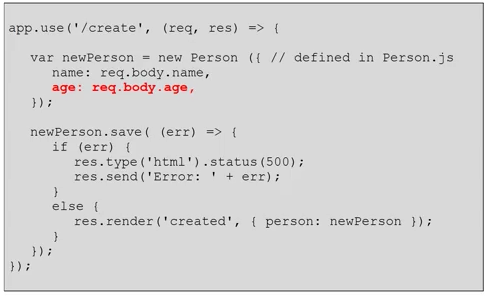 app.use('/create', (req, res) => {
var newPerson = new Person ({ // defined in Person.js
name: req.body.name,
age: req.body.age,
});
newPerson.save( (err) => {
if (err) {
res.type('html').status(500);
res.send('Error: ' + err);
}
else {
res.render('created', { person: newPerson });
}
});
});